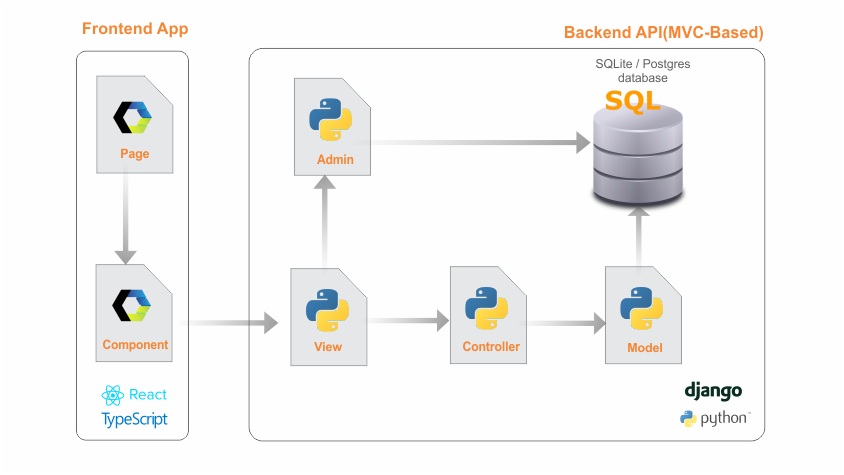 Frontend App
Backend API(MVC-Based)
SQLite / Postgres
database
SQL
Page
Admin
Component
View
Controller
Model
React
TypeScript
django
python™